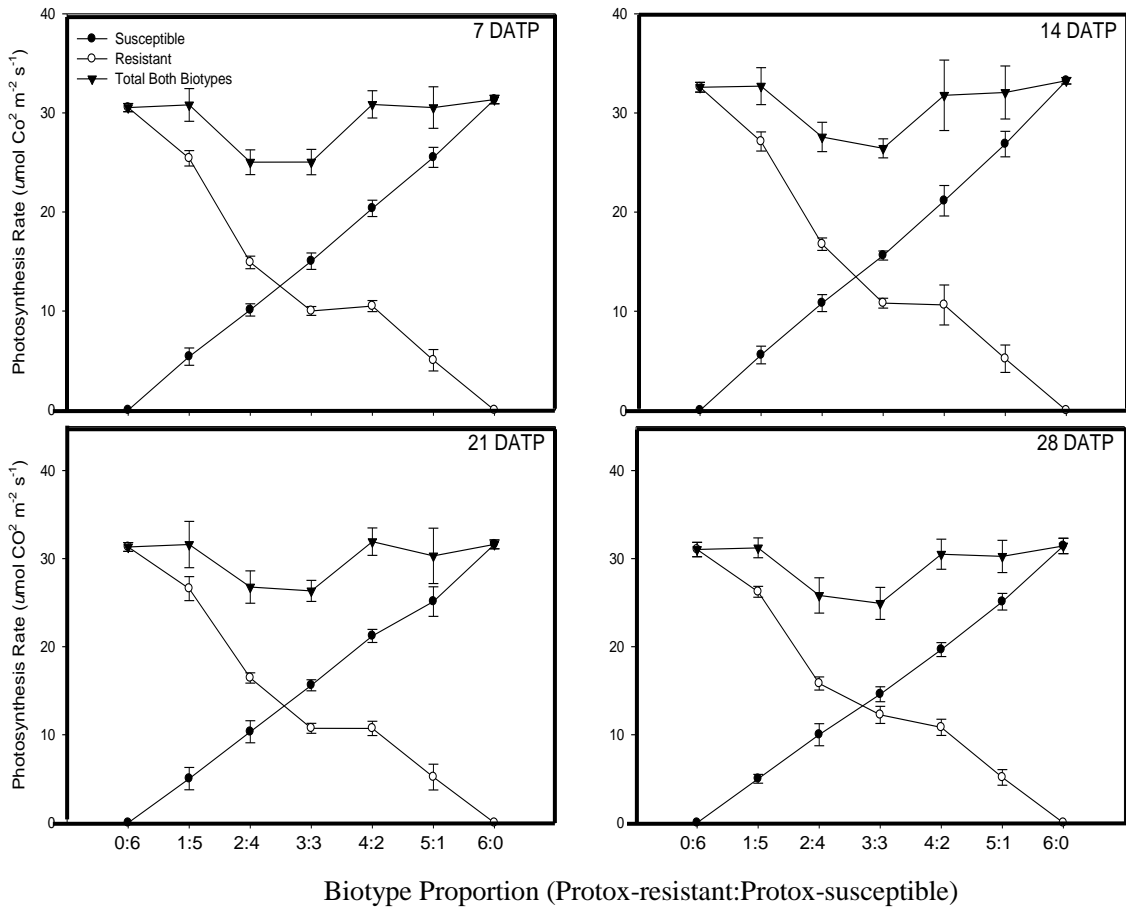 7 DATP
Susceptible
Resistant
Total Both Biotypes
40
30
20
10
0
Photosynthesis Rate (umol Co² m⁻² s⁻¹)
14 DATP
40
30
20
10
0
21 DATP
40
30
20
10
0
Photosynthesis Rate (umol CO² m⁻² s⁻¹)
0:6 1:5 2:4 3:3 4:2 5:1 6:0
28 DATP
40
30
20
10
0
0:6 1:5 2:4 3:3 4:2 5:1 6:0
Biotype Proportion (Protox-resistant:Protox-susceptible)